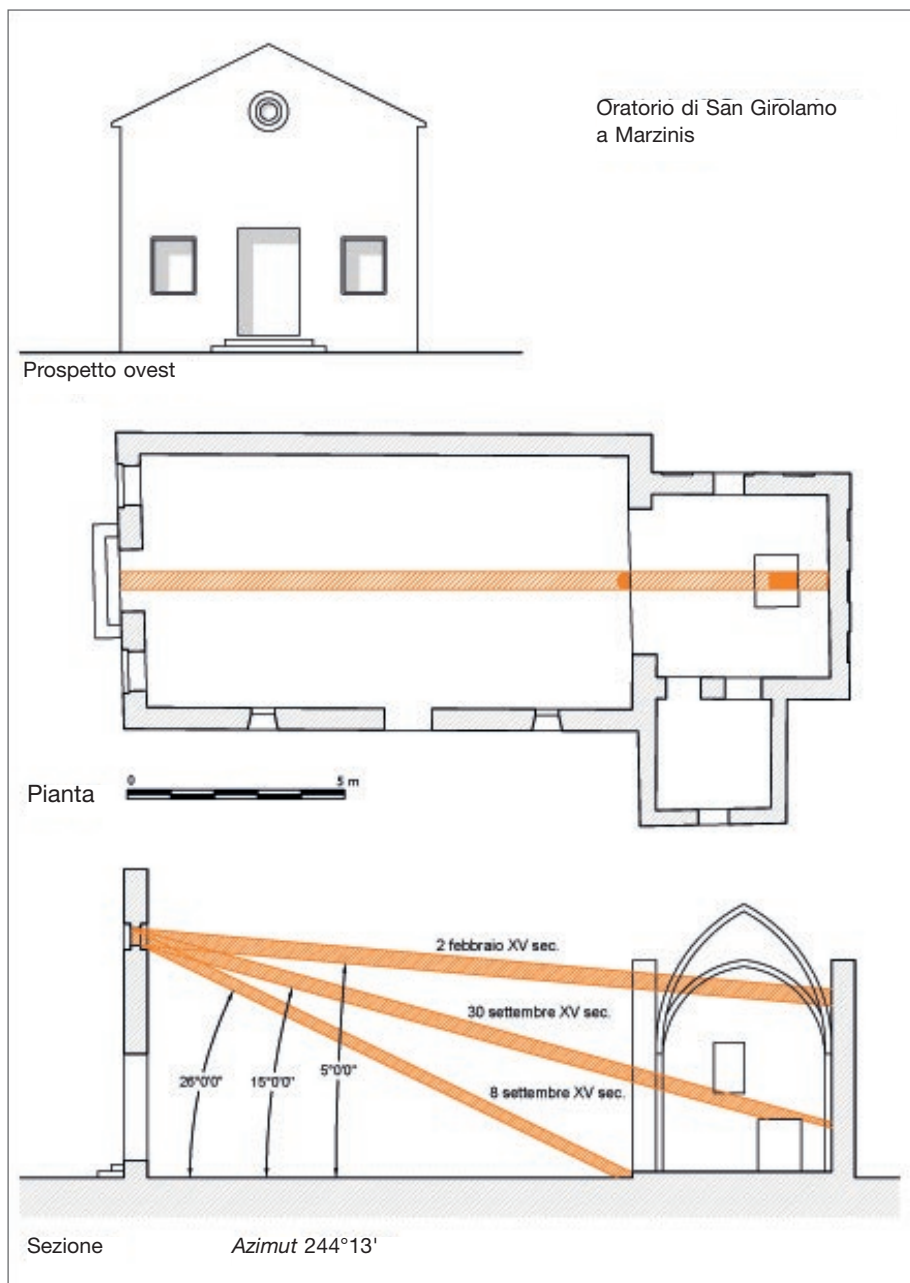 Oratorio di San Girolamo
a Marzinis
Prospetto ovest
Pianta
0 5 m
2 febbraio XV sec.
30 settembre XV sec.
8 settembre XV sec.
26°0'0"
15°0'0"
5°0'0"
Sezione
Azimut 244°13'